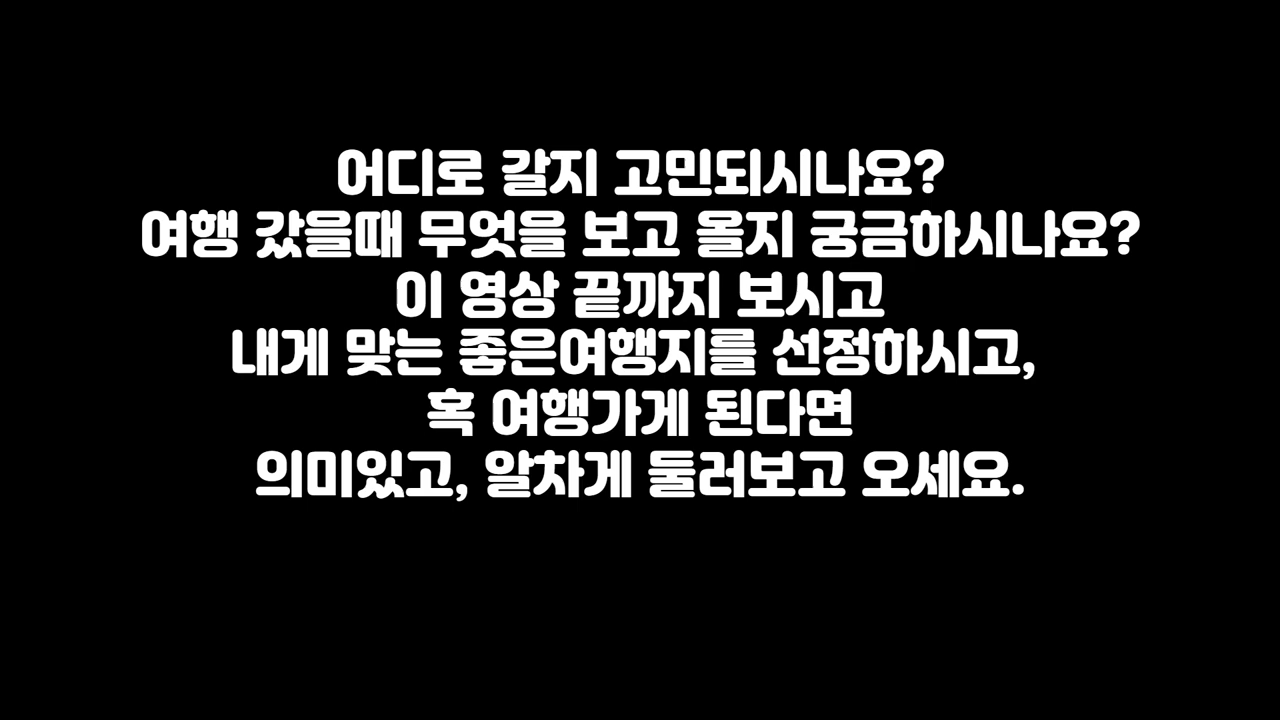 어디로 갈지 고민되시나요?
여행 갔을때 무엇을 보고 올지 궁금하시나요?
이 영상 끝까지 보시고
내게 맞는 좋은여행지를 선정하시고,
혹 여행가게 된다면
의미있고, 알차게 둘러보고 오세요.